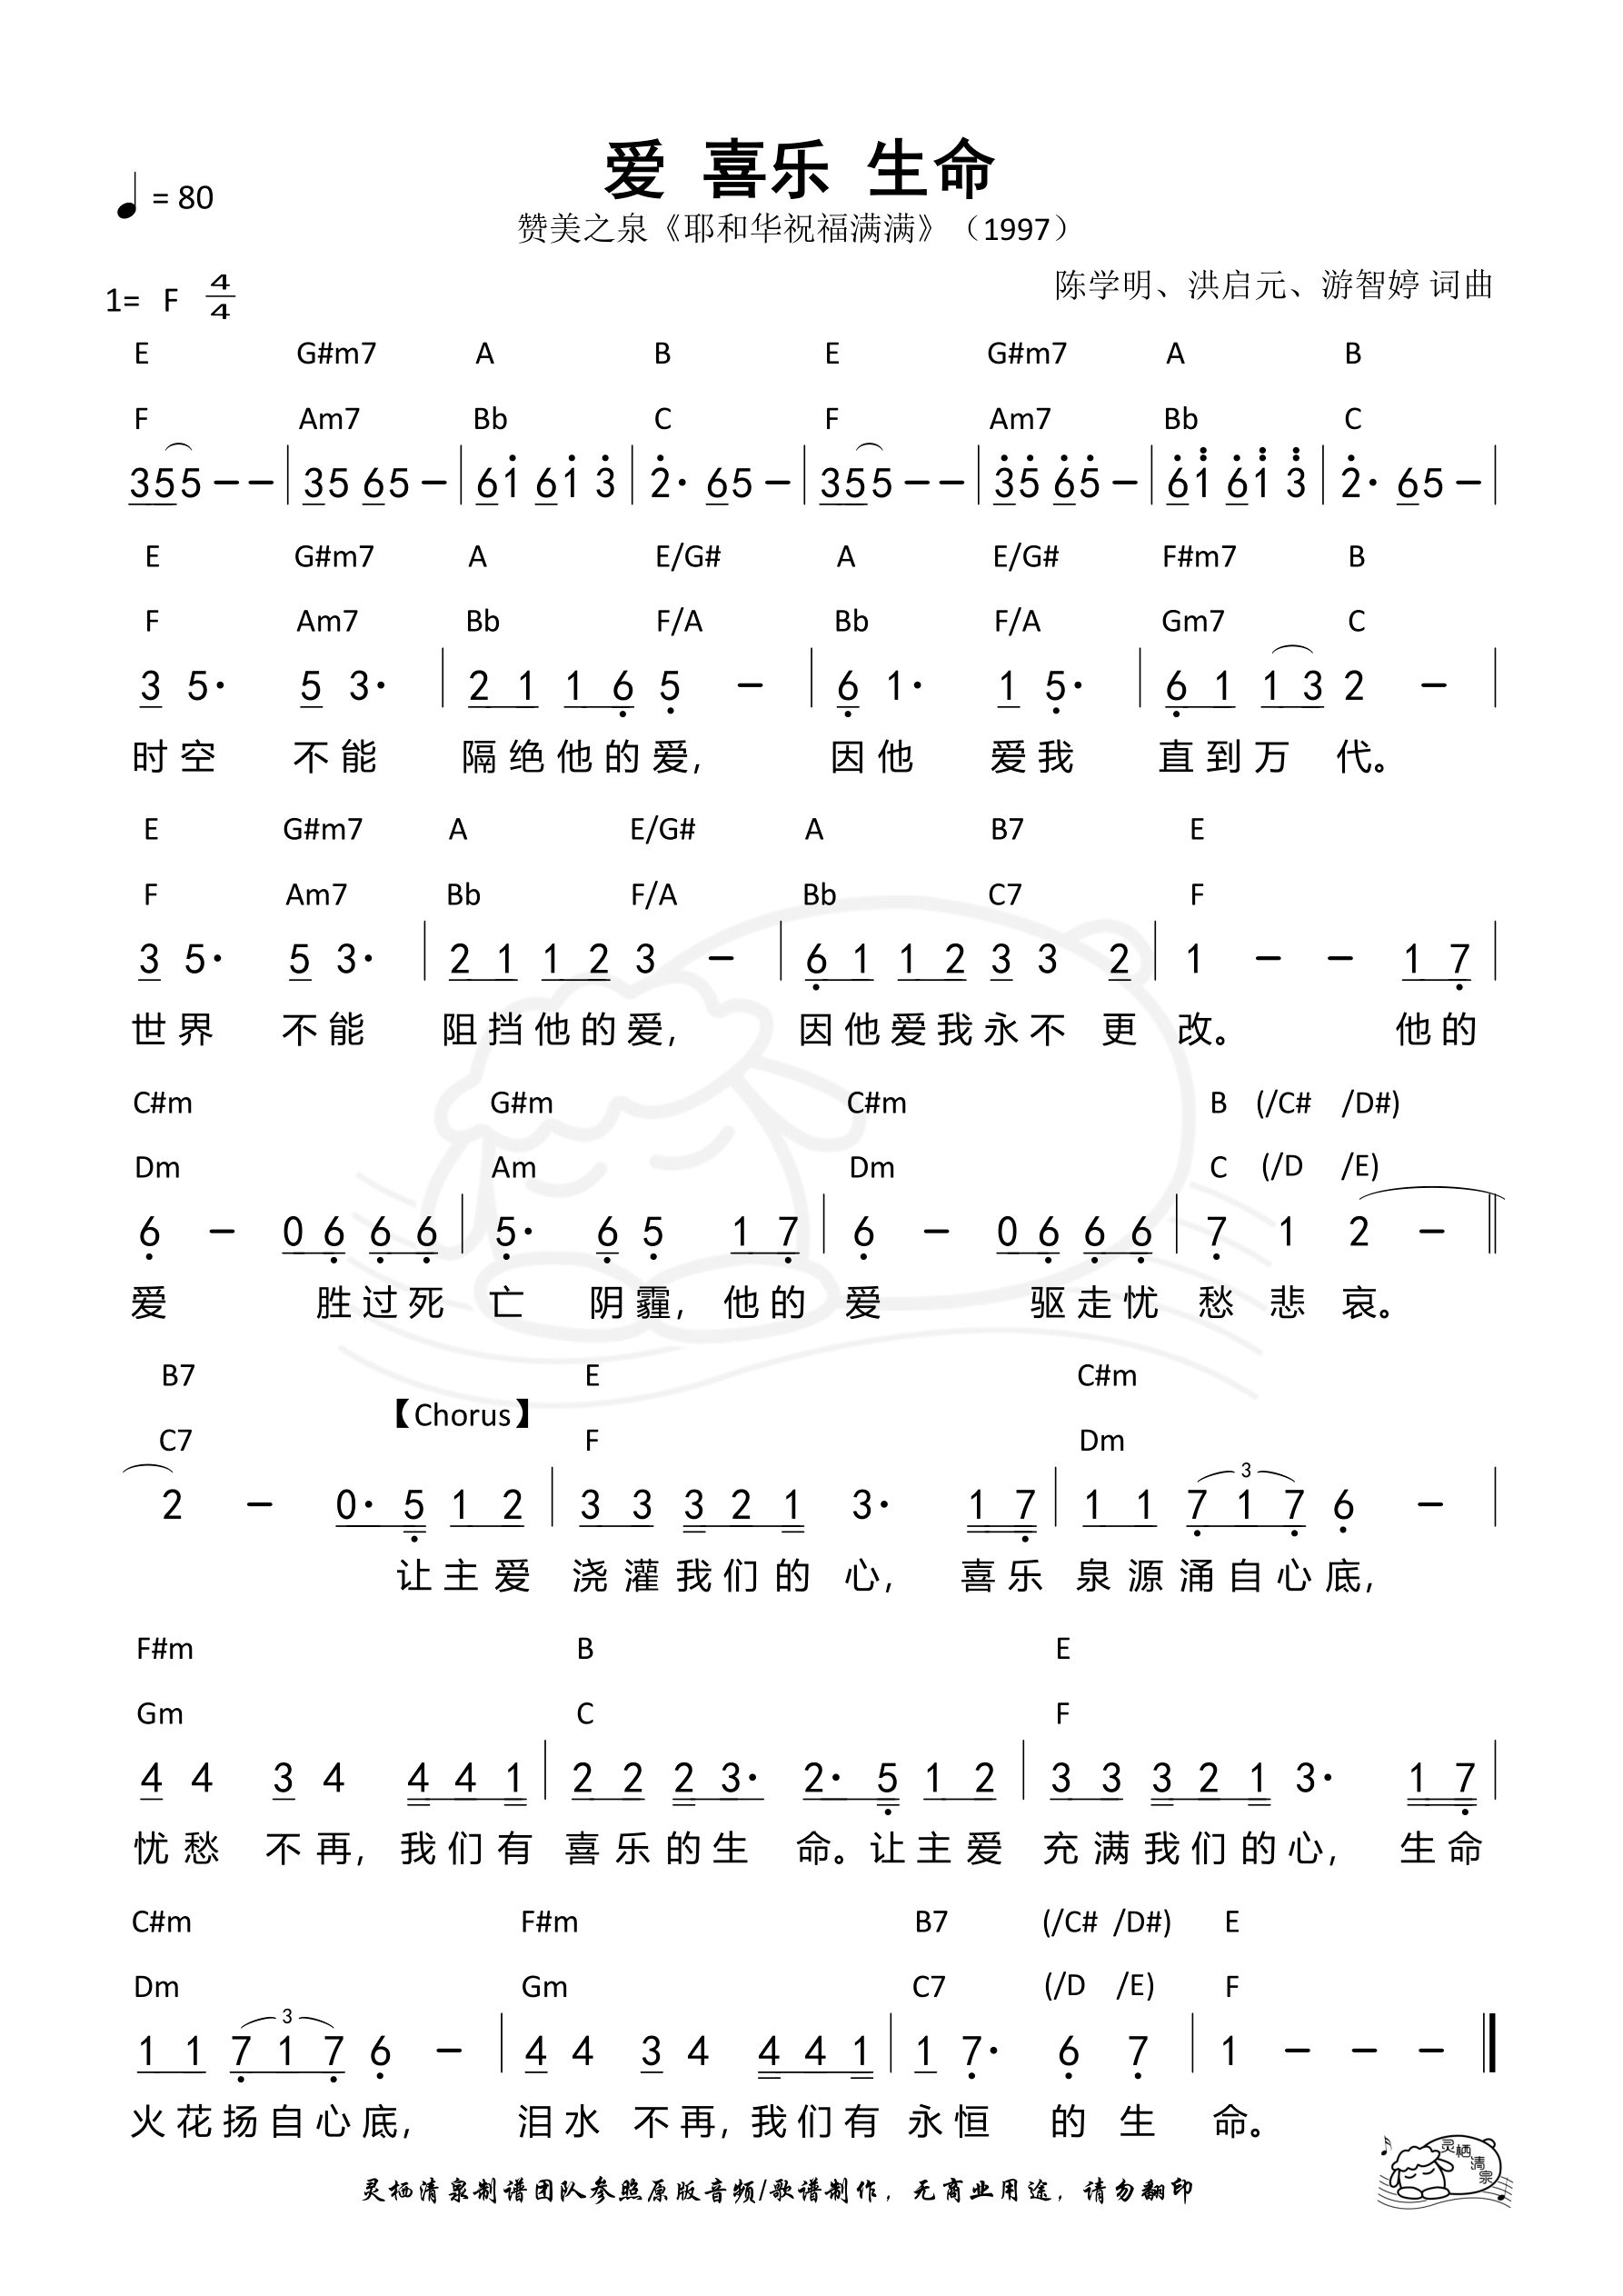 爱 喜乐 生命
♩ = 80
赞美之泉《耶和华祝福满满》（1997）
陈学明、洪启元、游智婷 词曲
1= F 4/4
E G#m7 A B E G#m7 A B
F Am7 Bb C F Am7 Bb C
355 - - | 35 65 - | 61̇ 61̇ 3̇ | 2̇· 65 - | 355 - - | 3̇5̇ 6̇5̇ - | 6̇1̈ 6̇1̈ 3̈ | 2̇· 65 - |
E G#m7 A E/G# A E/G# F#m7 B
F Am7 Bb F/A Bb F/A Gm7 C
3 5· 5 3· | 2 1 1 6̣ 5̣ - | 6̣ 1· 1 5̣· | 6̣ 1 1 3 2 - |
时空 不能 隔绝他的爱, 因他 爱我 直到万 代。
E G#m7 A E/G# A B7 E
F Am7 Bb F/A Bb C7 F
3 5· 5 3· | 2 1 1 2 3 - | 6̣ 1 1 2 3 3 2 | 1 - - 1 7̣ |
世界 不能 阻挡他的爱, 因他爱我永不 更 改。 他的
C#m G#m C#m B (/C# /D#)
Dm Am Dm C (/D /E)
6̣ - 0 6̣ 6̣ 6̣ | 5̣· 6̣ 5̣ 1 7̣ | 6̣ - 0 6̣ 6̣ 6̣ | 7̣ 1 2 - ‖
爱 胜过死 亡 阴霾, 他的 爱 驱走忧 愁 悲 哀。
B7 E C#m
【Chorus】
C7 F Dm
2 - 0· 5̣ 1 2 | 3 3 3 2 1 3· 1 7̣ | 1 1 3 7̣ 1 7̣ 6̣ - |
让主爱 浇灌我们的 心, 喜乐 泉源涌自心底,
F#m B E
Gm C F
4 4 3 4 4 4 1 | 2 2 2 3· 2· 5̣ 1 2 | 3 3 3 2 1 3· 1 7̣ |
忧愁 不再, 我们有 喜乐的生 命。让主爱 充满我们的心, 生命
C#m F#m B7 (/C# /D#) E
Dm Gm C7 (/D /E) F
1 1 3 7̣ 1 7̣ 6̣ - | 4 4 3 4 4 4 1 | 1 7̣· 6̣ 7̣ | 1 - - - ‖
火花扬自心底, 泪水 不再, 我们有 永恒 的 生 命。
灵栖清泉
灵栖清泉制谱团队参照原版音频/歌谱制作，无商业用途，请勿翻印